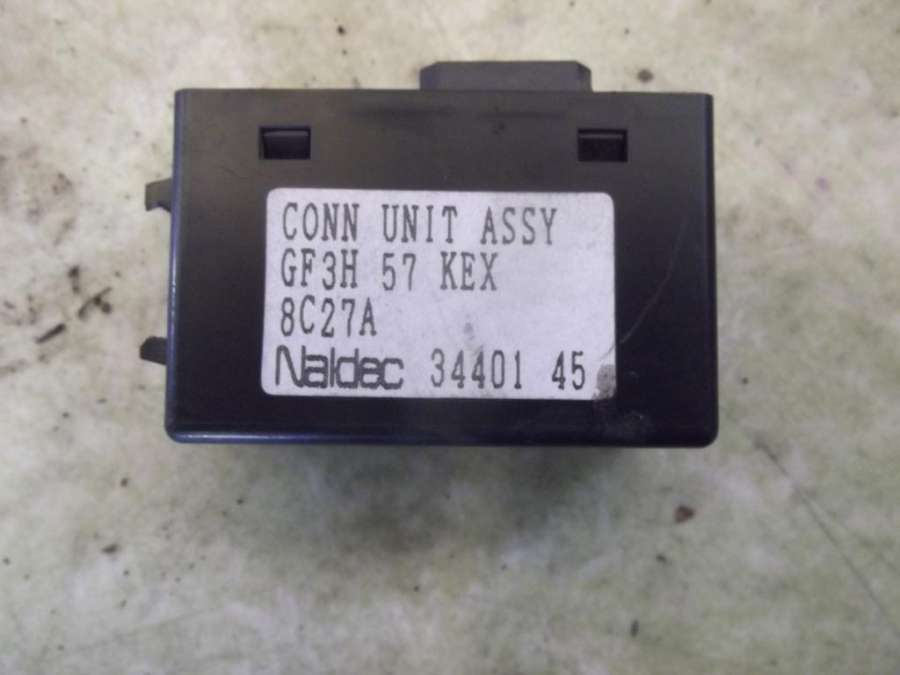 CONN UNIT ASSY
GF3H 57 KEX
8C27A
Naldec 34401 45